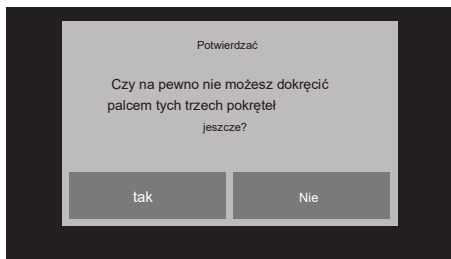 Potwierdzać
Czy na pewno nie możesz dokręcić
palcem tych trzech pokręteł
jeszcze?
tak
Nie